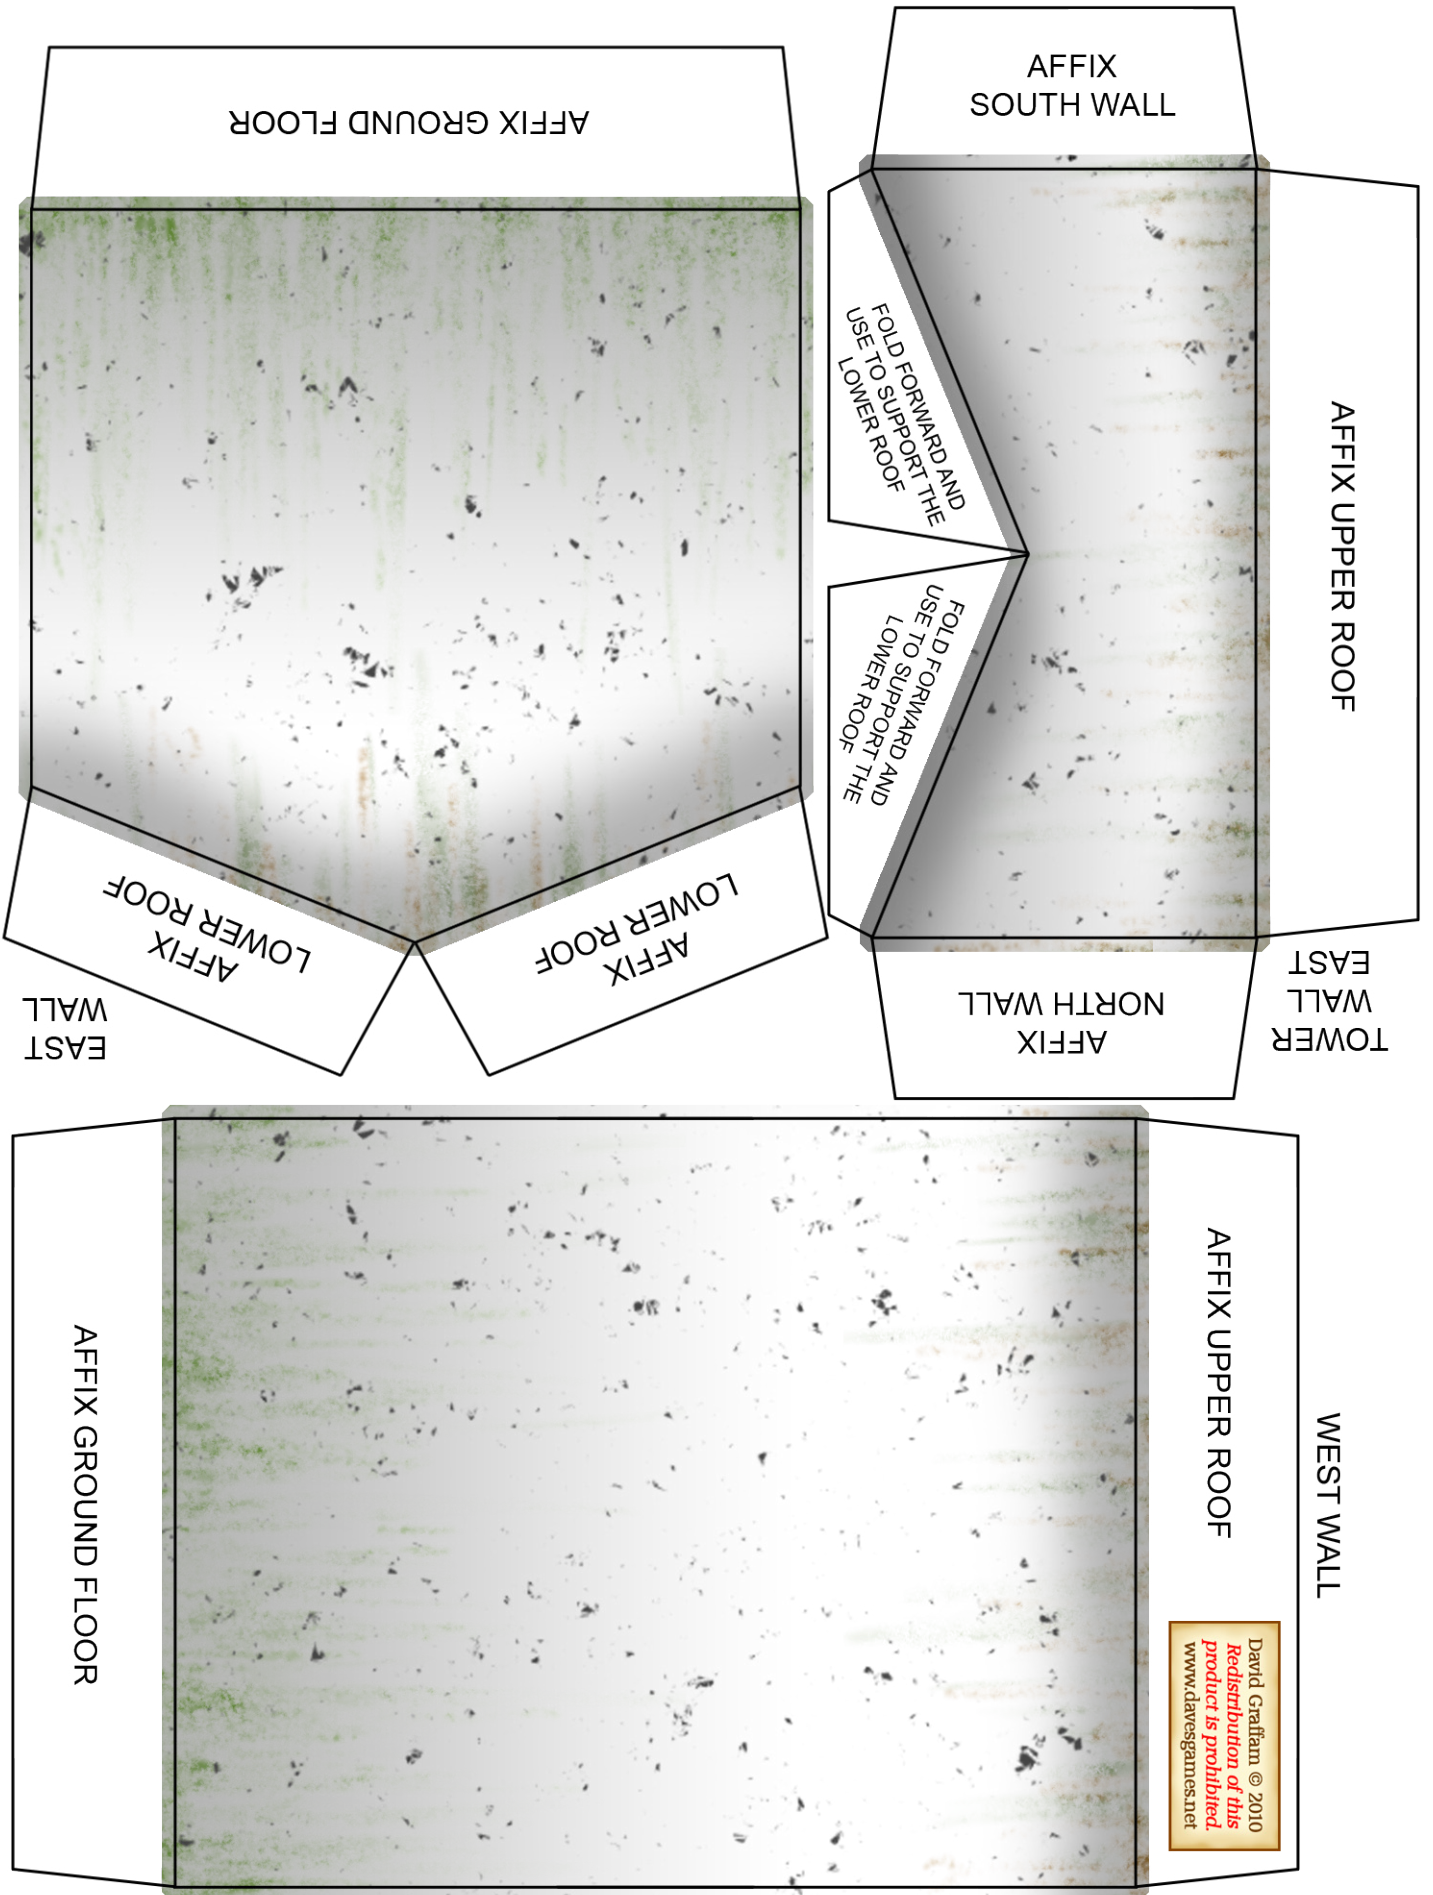 AFFIX GROUND FLOOR
AFFIX
SOUTH WALL
FOLD FORWARD AND
USE TO SUPPORT THE
LOWER ROOF
FOLD FORWARD AND
USE TO SUPPORT THE
LOWER ROOF
AFFIX UPPER ROOF
AFFIX
LOWER ROOF
AFFIX
LOWER ROOF
EAST
WALL
AFFIX
NORTH WALL
TOWER
WALL
EAST
AFFIX GROUND FLOOR
AFFIX UPPER ROOF
WEST WALL
David Graffam © 2010
Redistribution of this
product is prohibited.
www.davesgames.net